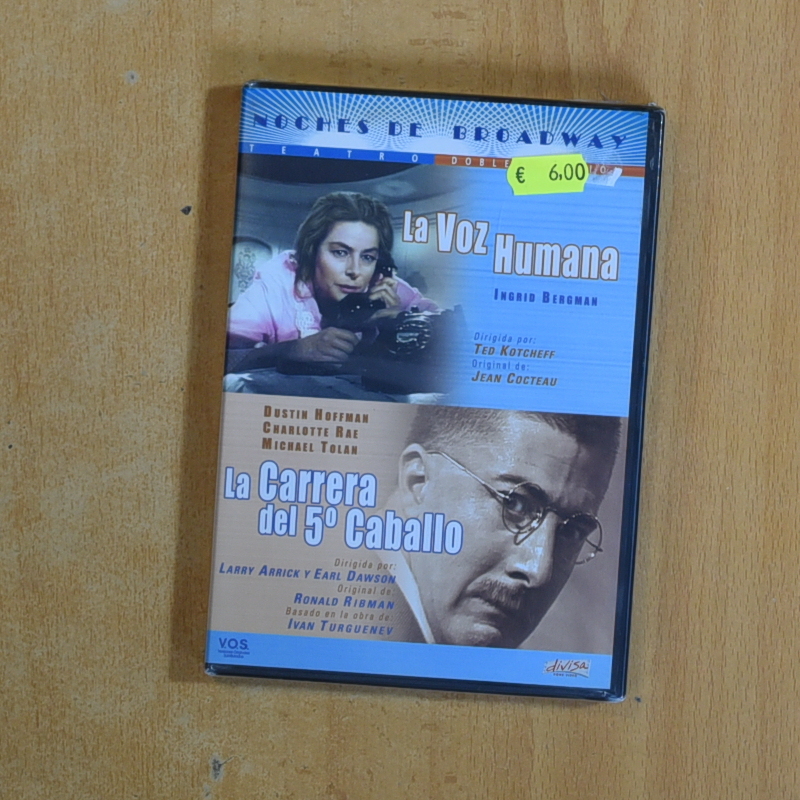 NOCHES DE BROADWAY
TEATRO DOBLE
€ 6,00
La Voz Humana
INGRID BERGMAN
Dirigida por:
TED KOTCHEFF
Original de:
JEAN COCTEAU
DUSTIN HOFFMAN
CHARLOTTE RAE
MICHAEL TOLAN
La Carrera
del 5º Caballo
Dirigida por:
LARRY ARRICK Y EARL DAWSON
Original de:
RONALD RIBMAN
Basado en la obra de:
IVAN TURGUENEV
V.O.S.
divisa